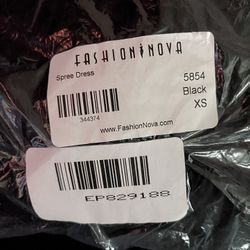 FASHIONNOVA
Spree Dress
5854
Black
XS
344374
www.FashionNova.com
EP829188